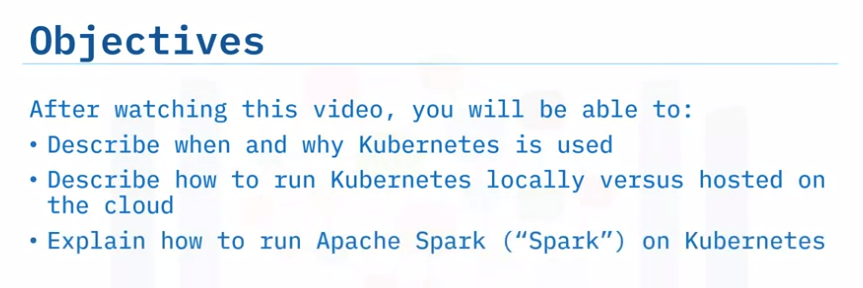 Objectives
After watching this video, you will be able to:
• Describe when and why Kubernetes is used
• Describe how to run Kubernetes locally versus hosted on
the cloud
• Explain how to run Apache Spark (“Spark”) on Kubernetes